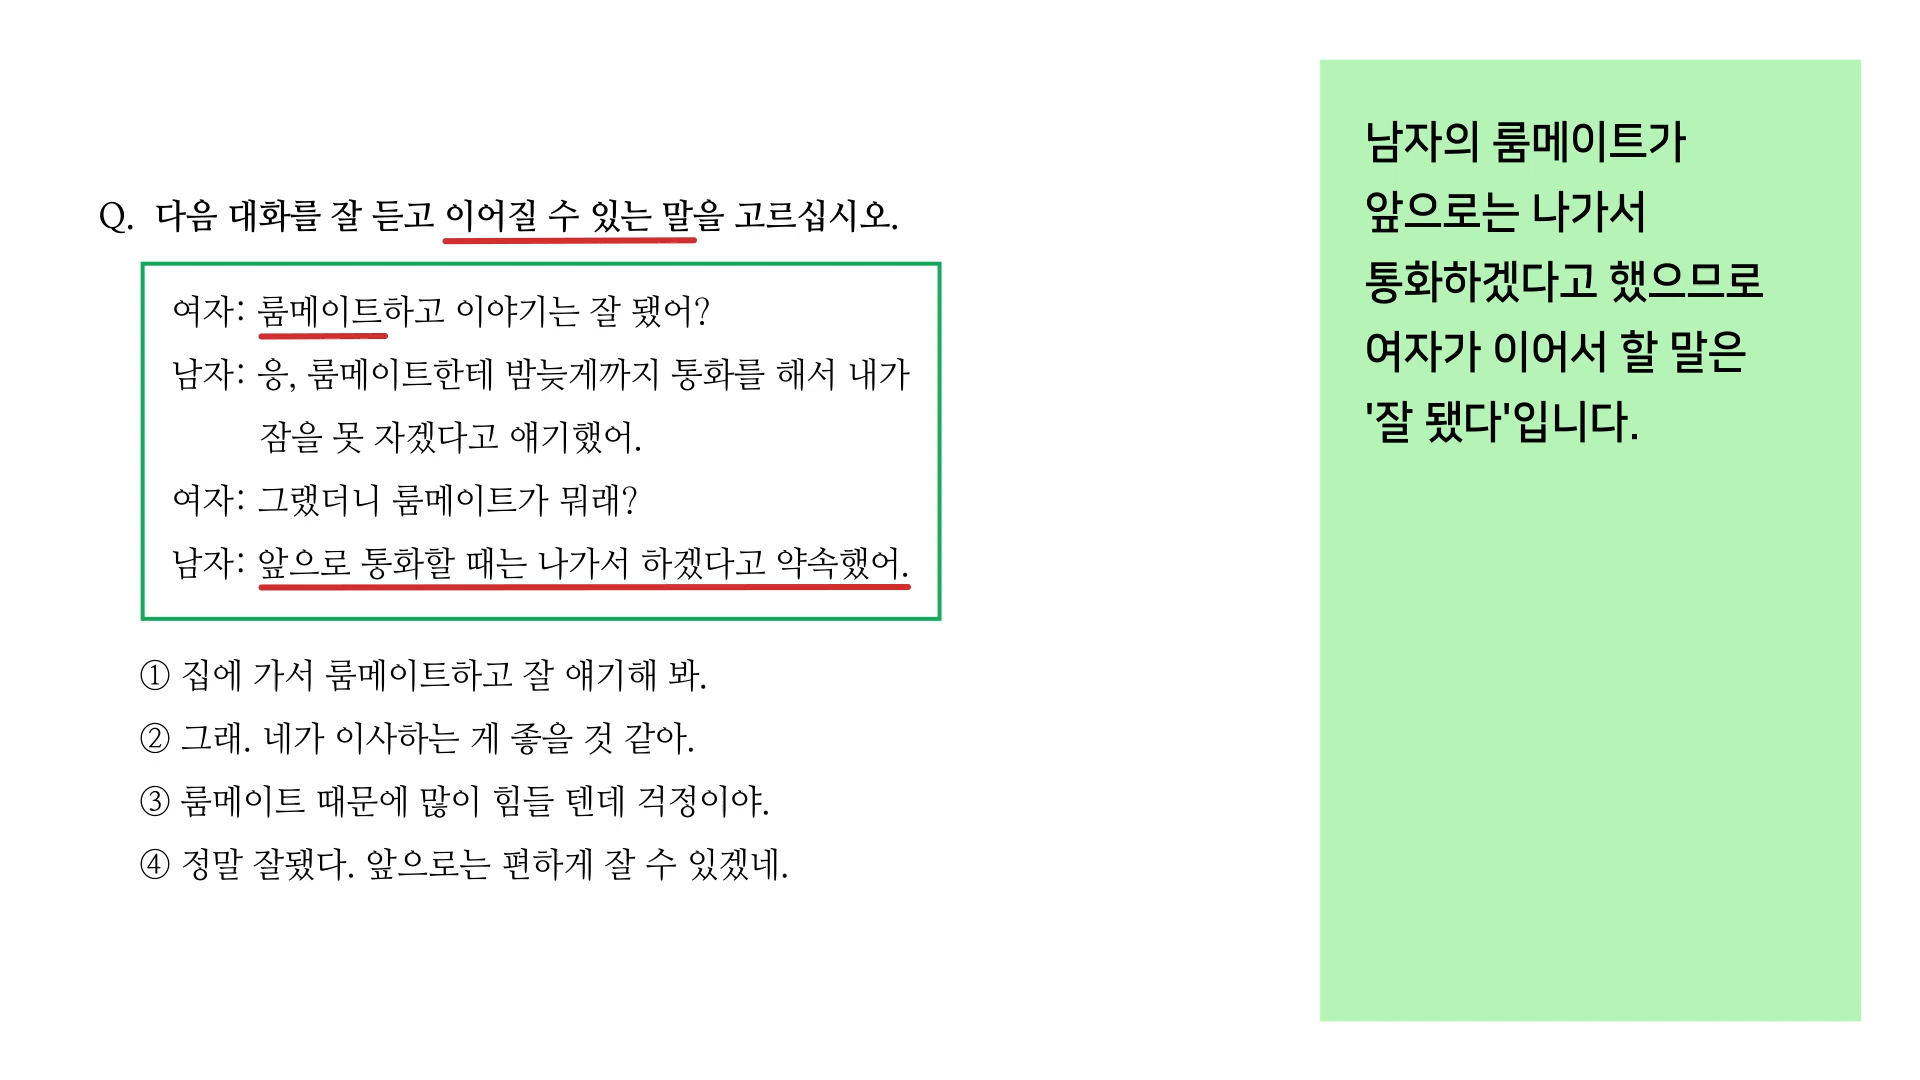 Q. 다음 대화를 잘 듣고 이어질 수 있는 말을 고르십시오.
여자: 룸메이트하고 이야기는 잘 됐어?
남자: 응, 룸메이트한테 밤늦게까지 통화를 해서 내가
잠을 못 자겠다고 얘기했어.
여자: 그랬더니 룸메이트가 뭐래?
남자: 앞으로 통화할 때는 나가서 하겠다고 약속했어.
① 집에 가서 룸메이트하고 잘 얘기해 봐.
② 그래. 네가 이사하는 게 좋을 것 같아.
③ 룸메이트 때문에 많이 힘들 텐데 걱정이야.
④ 정말 잘됐다. 앞으로는 편하게 잘 수 있겠네.
남자의 룸메이트가
앞으로는 나가서
통화하겠다고 했으므로
여자가 이어서 할 말은
'잘 됐다'입니다.